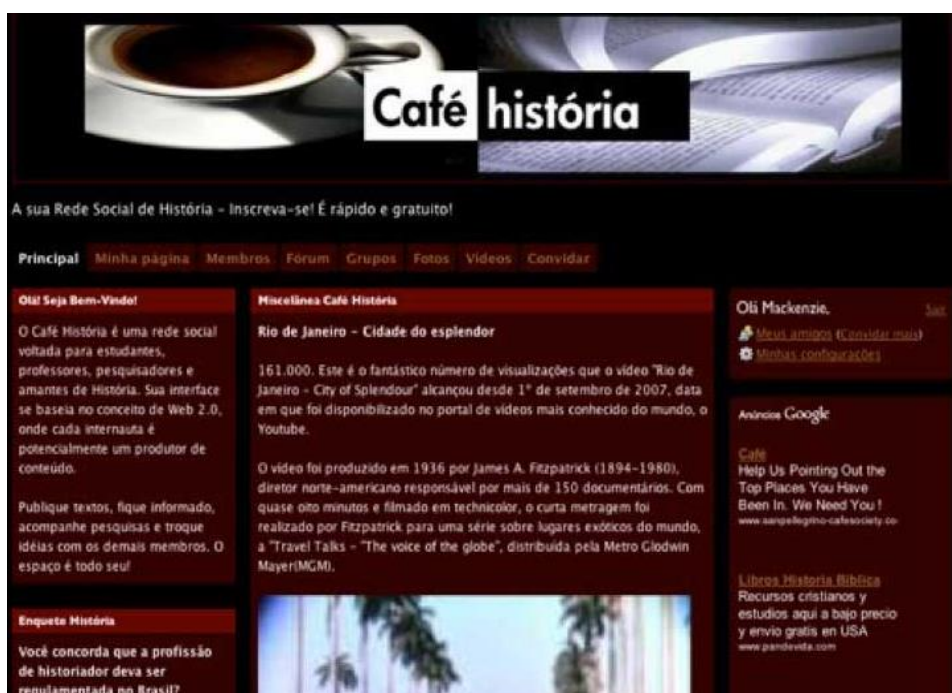 Café história
A sua Rede Social de História – Inscreva-se! É rápido e gratuito!
Principal Minha página Membros Fórum Grupos Fotos Vídeos Convidar
Olá! Seja Bem-Vindo!
O Café História é uma rede social
voltada para estudantes,
professores, pesquisadores e
amantes de História. Sua interface
se baseia no conceito de Web 2.0,
onde cada internauta é
potencialmente um produtor de
conteúdo.
Publique textos, fique informado,
acompanhe pesquisas e troque
idéias com os demais membros. O
espaço é todo seu!
Enquete História
Você concorda que a profissão
de historiador deva ser
regulamentada no Brasil?
Miscelânea Café História
Rio de Janeiro – Cidade do esplendor
161.000. Este é o fantástico número de visualizações que o vídeo "Rio de
Janeiro – City of Splendour" alcançou desde 1º de setembro de 2007, data
em que foi disponibilizado no portal de vídeos mais conhecido do mundo, o
Youtube.
O vídeo foi produzido em 1936 por James A. Fitzpatrick (1894-1980),
diretor norte-americano responsável por mais de 150 documentários. Com
quase oito minutos e filmado em technicolor, o curta metragem foi
realizado por Fitzpatrick para uma série sobre lugares exóticos do mundo,
a "Travel Talks – "The voice of the globe", distribuída pela Metro Glodwin
Mayer(MGM).
Olá Mackenzie, Sair
Meus amigos (Convidar mais)
Minhas configurações
Anúncios Google
Café
Help Us Pointing Out the
Top Places You Have
Been In. We Need You !
www.sanpellegrino-cafesociety.co
Libros Historia Biblica
Recursos cristianos y
estudios aqui a bajo precio
y envio gratis en USA
www.pandevida.com